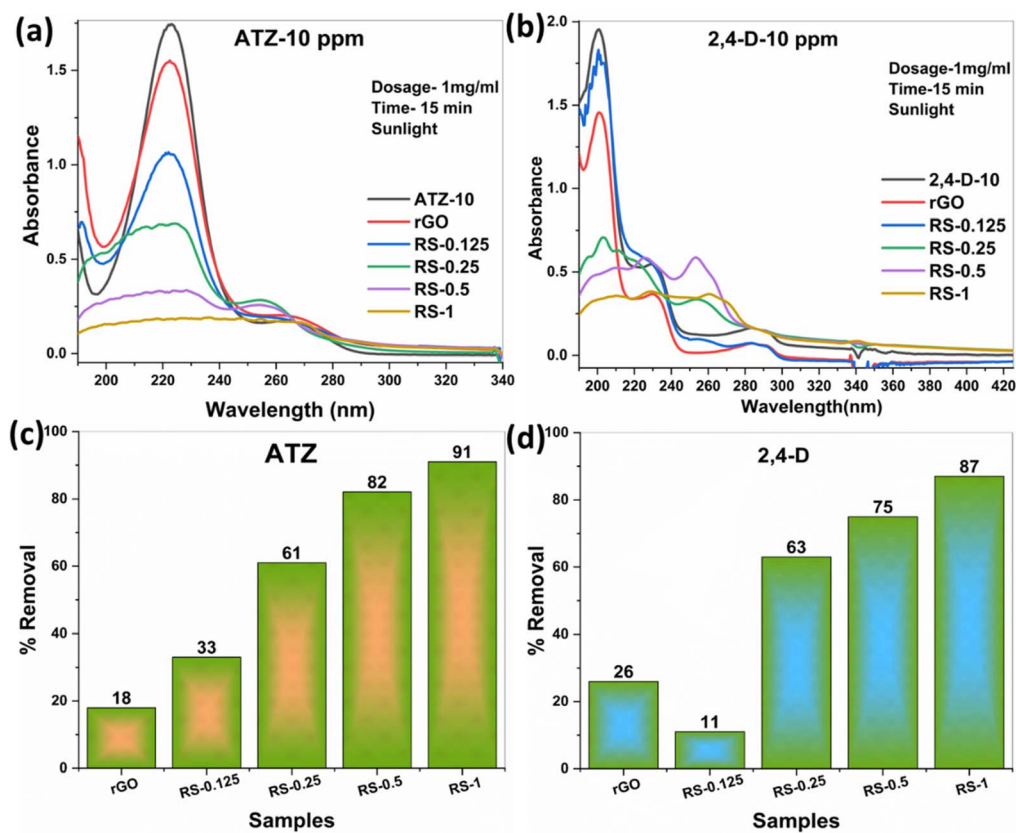 (a)
ATZ-10 ppm
Dosage- 1mg/ml
Time- 15 min
Sunlight
ATZ-10
rGO
RS-0.125
RS-0.25
RS-0.5
RS-1
Absorbance
1.5
1.0
0.5
0.0
200 220 240 260 280 300 320 340
Wavelength (nm)
(b)
2,4-D-10 ppm
Dosage-1mg/ml
Time-15 min
Sunlight
2,4-D-10
rGO
RS-0.125
RS-0.25
RS-0.5
RS-1
Absorbance
2.0
1.5
1.0
0.5
0.0
200 220 240 260 280 300 320 340 360 380 400 420
Wavelength(nm)
(c)
ATZ
% Removal
100
80
60
40
20
0
18
33
61
82
91
rGO RS-0.125 RS-0.25 RS-0.5 RS-1
Samples
(d)
2,4-D
% Removal
100
80
60
40
20
0
26
11
63
75
87
rGO RS-0.125 RS-0.25 RS-0.5 RS-1
Samples